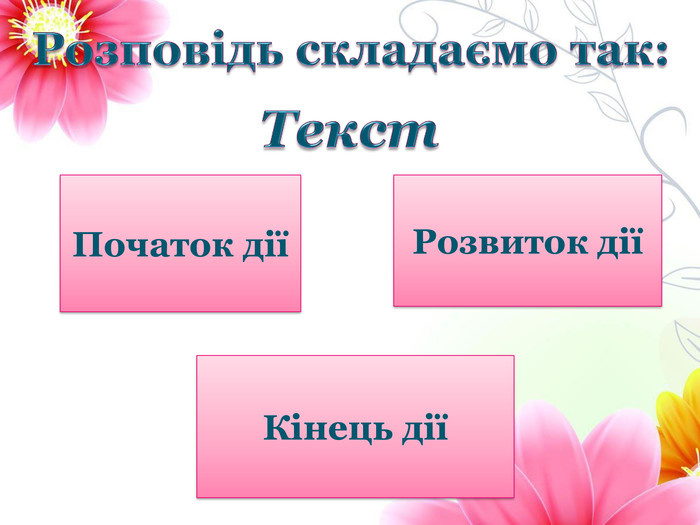 Розповідь складаємо так:
Текст
Початок дії
Розвиток дії
Кінець дії